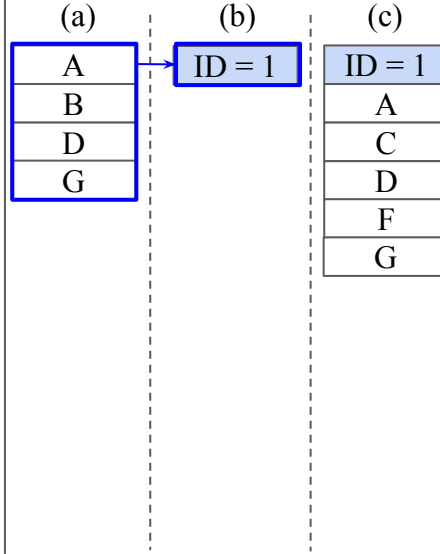 (a) (b) (c)
A ID = 1 ID = 1
B A
D C
G D
F
G